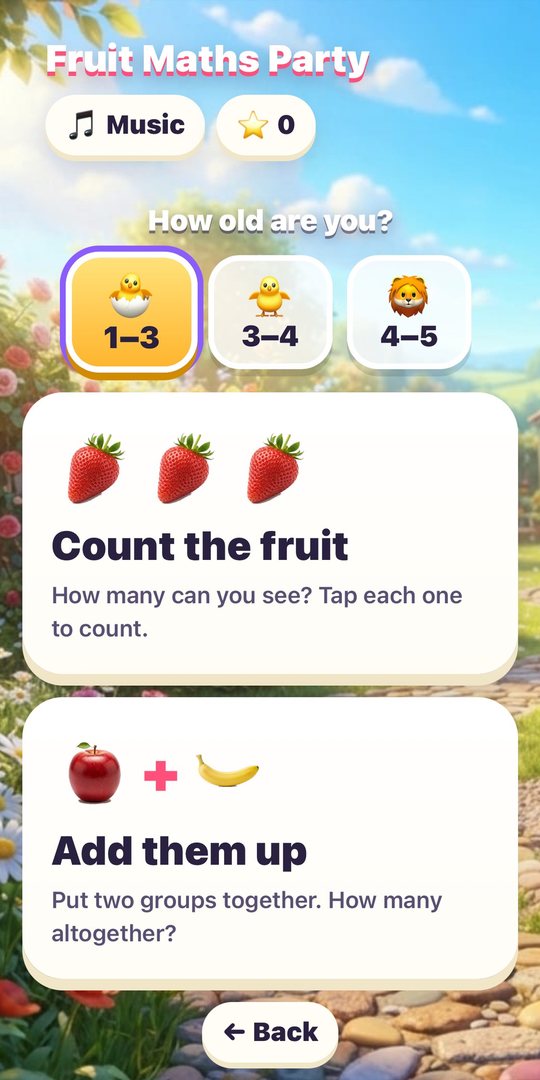 Fruit Maths Party
Music
0
How old are you?
1–3
3–4
4–5
Count the fruit
How many can you see? Tap each one
to count.
+
Add them up
Put two groups together. How many
altogether?
← Back